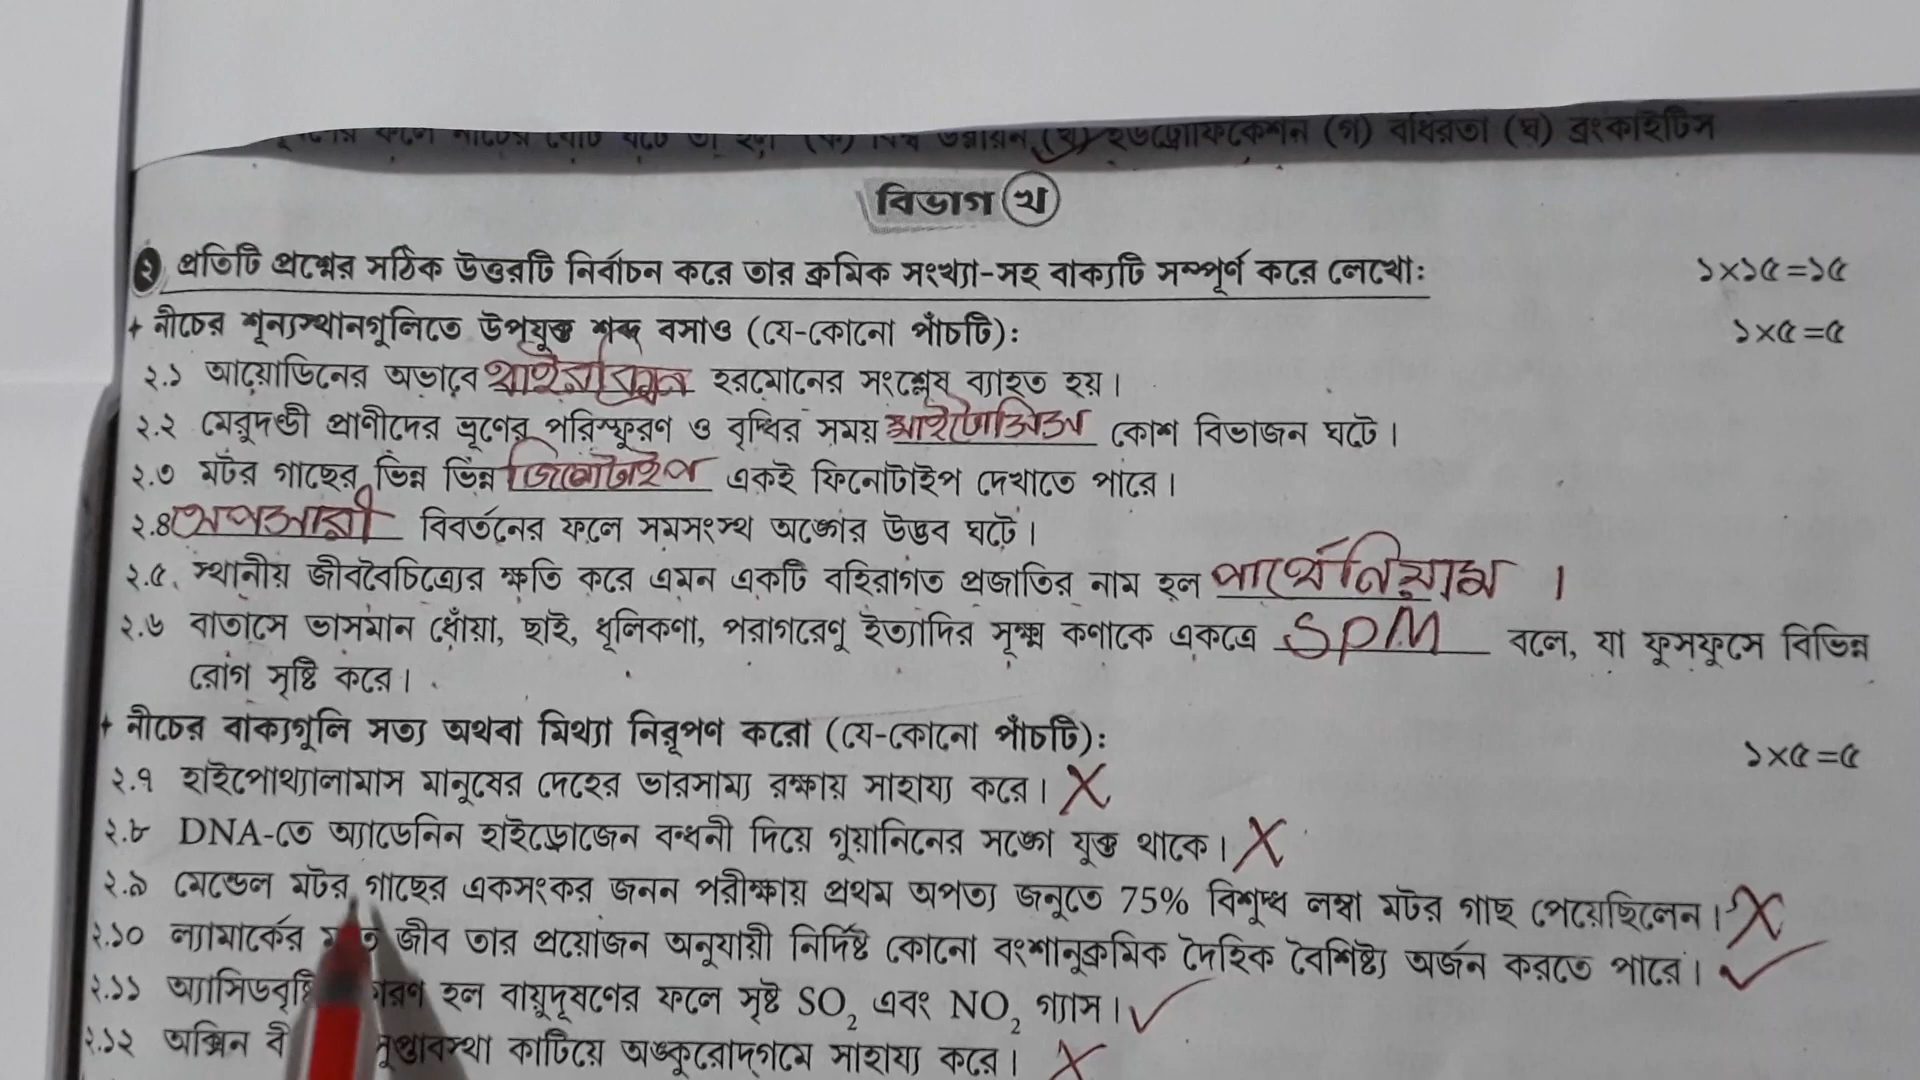 (খ) হডট্রোফিকেশন (গ) বধিরতা (ঘ) ব্রংকাইটিস
বিভাগ খ
২ প্রতিটি প্রশ্নের সঠিক উত্তরটি নির্বাচন করে তার ক্রমিক সংখ্যা-সহ বাক্যটি সম্পূর্ণ করে লেখো: ১×১৫=১৫
নীচের শূন্যস্থানগুলিতে উপযুক্ত শব্দ বসাও (যে-কোনো পাঁচটি): ১×৫=৫
২.১ আয়োডিনের অভাবে থাইরক্সিন হরমোনের সংশ্লেষ ব্যাহত হয়।
২.২ মেরুদণ্ডী প্রাণীদের ভ্রূণের পরিস্ফুরণ ও বৃদ্ধির সময় মাইটোসিস কোশ বিভাজন ঘটে।
২.৩ মটর গাছের ভিন্ন ভিন্ন জিনোটাইপ একই ফিনোটাইপ দেখাতে পারে।
২.৪ অপসারী বিবর্তনের ফলে সমসংস্থ অঙ্গের উদ্ভব ঘটে।
২.৫ স্থানীয় জীববৈচিত্র্যের ক্ষতি করে এমন একটি বহিরাগত প্রজাতির নাম হল পার্থেনিয়াম ।
২.৬ বাতাসে ভাসমান ধোঁয়া, ছাই, ধূলিকণা, পরাগরেণু ইত্যাদির সূক্ষ্ম কণাকে একত্রে SPM বলে, যা ফুসফুসে বিভিন্ন
রোগ সৃষ্টি করে।
নীচের বাক্যগুলি সত্য অথবা মিথ্যা নিরূপণ করো (যে-কোনো পাঁচটি): ১×৫=৫
২.৭ হাইপোথ্যালামাস মানুষের দেহের ভারসাম্য রক্ষায় সাহায্য করে। ✗
২.৮ DNA-তে অ্যাডেনিন হাইড্রোজেন বন্ধনী দিয়ে গুয়ানিনের সঙ্গে যুক্ত থাকে। ✗
২.৯ মেন্ডেল মটর গাছের একসংকর জনন পরীক্ষায় প্রথম অপত্য জনুতে 75% বিশুদ্ধ লম্বা মটর গাছ পেয়েছিলেন। ✗
২.১০ ল্যামার্কের মতে জীব তার প্রয়োজন অনুযায়ী নির্দিষ্ট কোনো বংশানুক্রমিক দৈহিক বৈশিষ্ট্য অর্জন করতে পারে। ✓
২.১১ অ্যাসিডবৃষ্টির কারণ হল বায়ুদূষণের ফলে সৃষ্ট SO₂ এবং NO₂ গ্যাস। ✓
২.১২ অক্সিন সুপ্তাবস্থা কাটিয়ে অঙ্কুরোদ্‌গমে সাহায্য করে। ✗